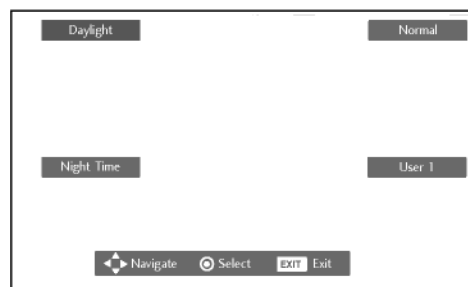 Daylight Normal
Night Time User 1
Navigate Select EXIT Exit